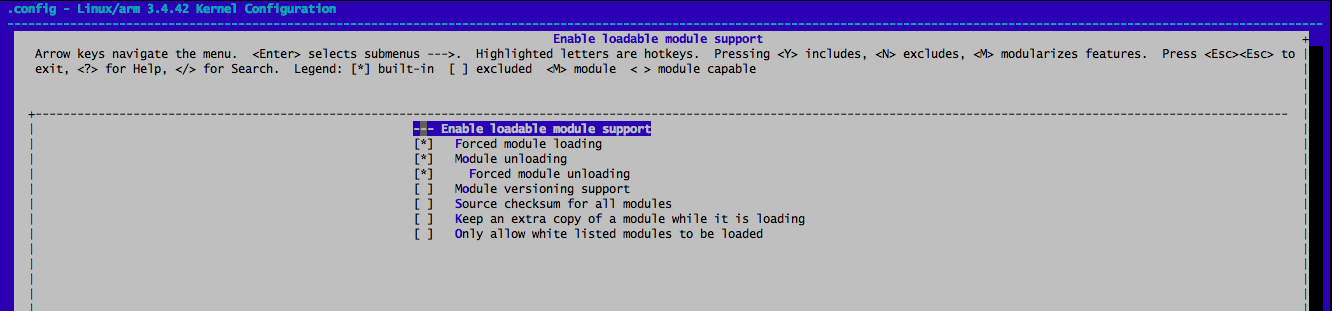 .config - Linux/arm 3.4.42 Kernel Configuration
Enable loadable module support
Arrow keys navigate the menu.  <Enter> selects submenus --->.  Highlighted letters are hotkeys.  Pressing <Y> includes, <N> excludes, <M> modularizes features.  Press <Esc><Esc> to
exit, <?> for Help, </> for Search.  Legend: [*] built-in  [ ] excluded  <M> module  < > module capable
--- Enable loadable module support
[*]   Forced module loading
[*]   Module unloading
[*]     Forced module unloading
[ ]   Module versioning support
[ ]   Source checksum for all modules
[ ]   Keep an extra copy of a module while it is loading
[ ]   Only allow white listed modules to be loaded